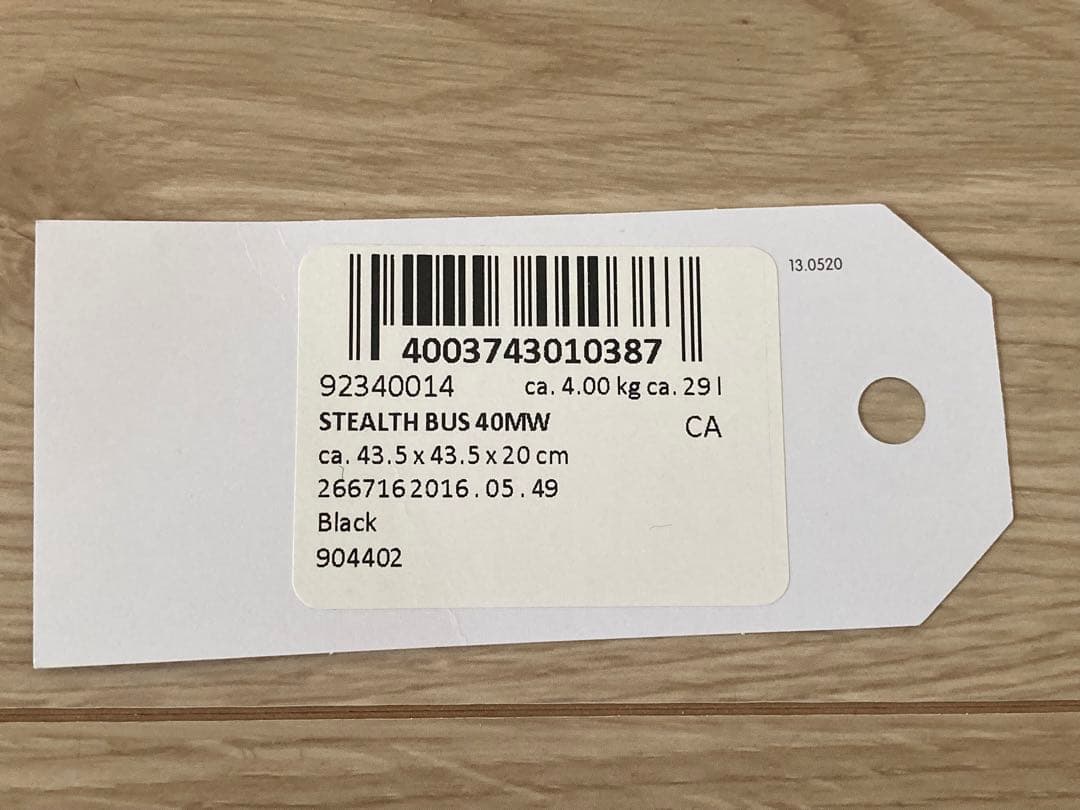 13.0520
4003743010387
92340014 ca. 4.00 kg ca. 29 l
STEALTH BUS 40MW CA
ca. 43.5 x 43.5 x 20 cm
2667162016.05.49
Black
904402